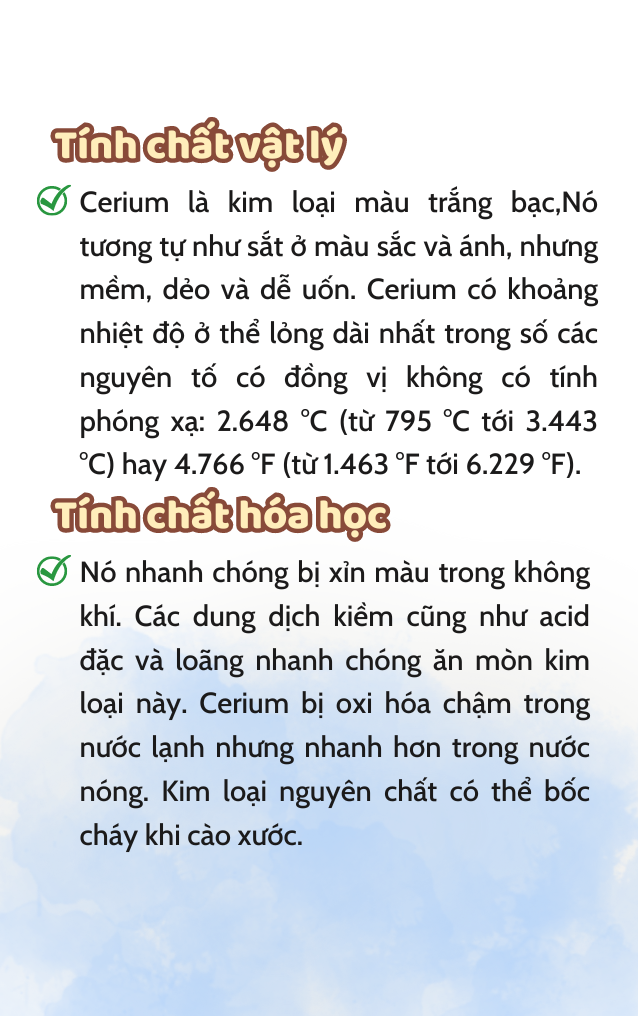 Tính chất vật lý
Cerium là kim loại màu trắng bạc,Nó
tương tự như sắt ở màu sắc và ánh, nhưng
mềm, dẻo và dễ uốn. Cerium có khoảng
nhiệt độ ở thể lỏng dài nhất trong số các
nguyên tố có đồng vị không có tính
phóng xạ: 2.648 °C (từ 795 °C tới 3.443
°C) hay 4.766 °F (từ 1.463 °F tới 6.229 °F).
Tính chất hóa học
Nó nhanh chóng bị xỉn màu trong không
khí. Các dung dịch kiềm cũng như acid
đặc và loãng nhanh chóng ăn mòn kim
loại này. Cerium bị oxi hóa chậm trong
nước lạnh nhưng nhanh hơn trong nước
nóng. Kim loại nguyên chất có thể bốc
cháy khi cào xước.